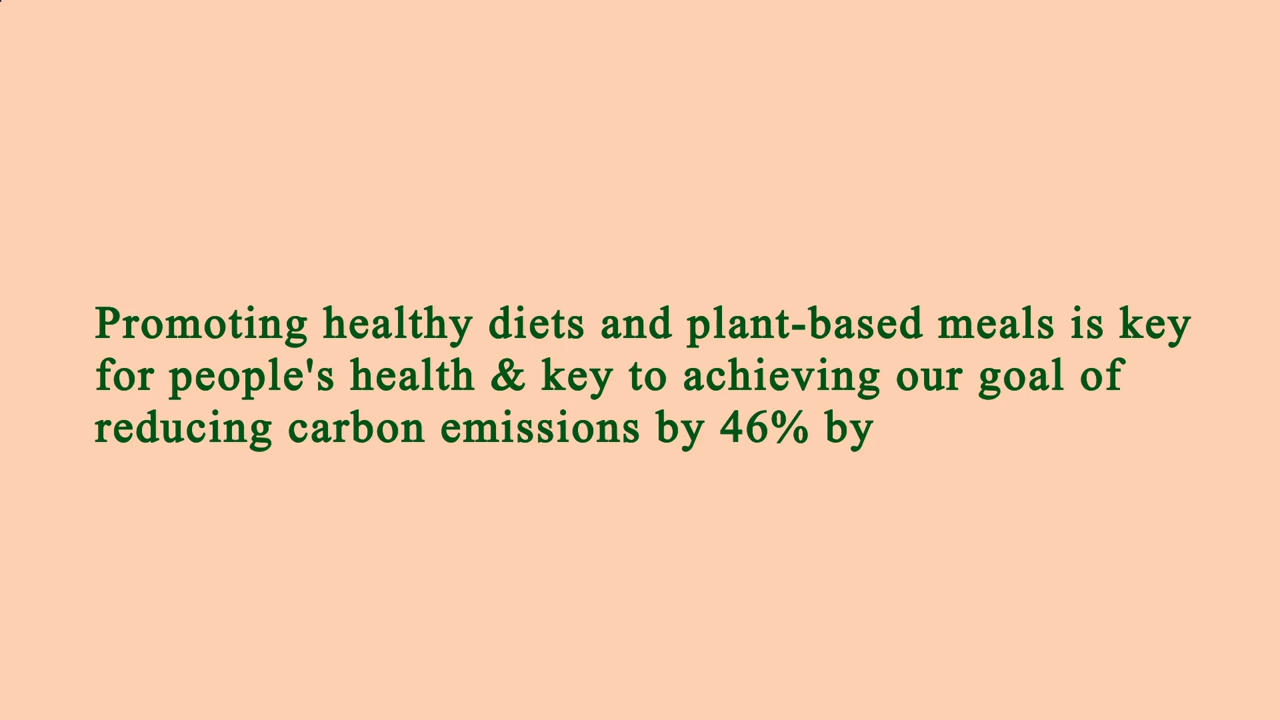 Promoting healthy diets and plant-based meals is key
for people's health & key to achieving our goal of
reducing carbon emissions by 46% by